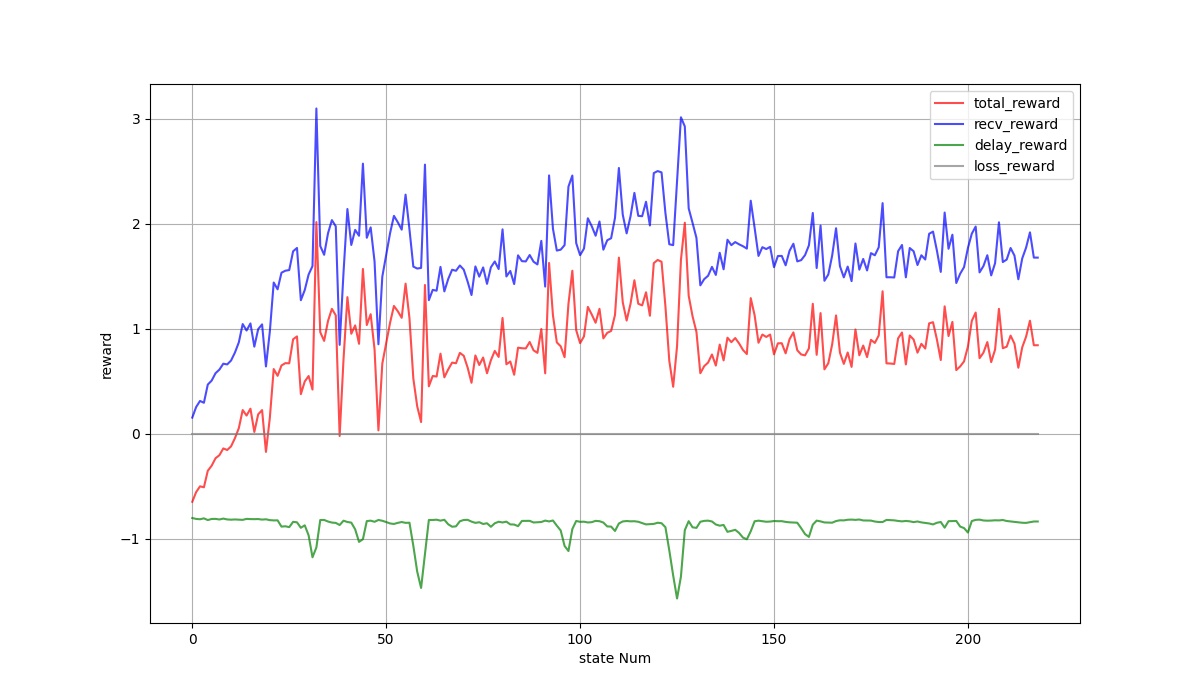 total_reward
recv_reward
delay_reward
loss_reward
3
2
1
0
−1
reward
0 50 100 150 200
state Num